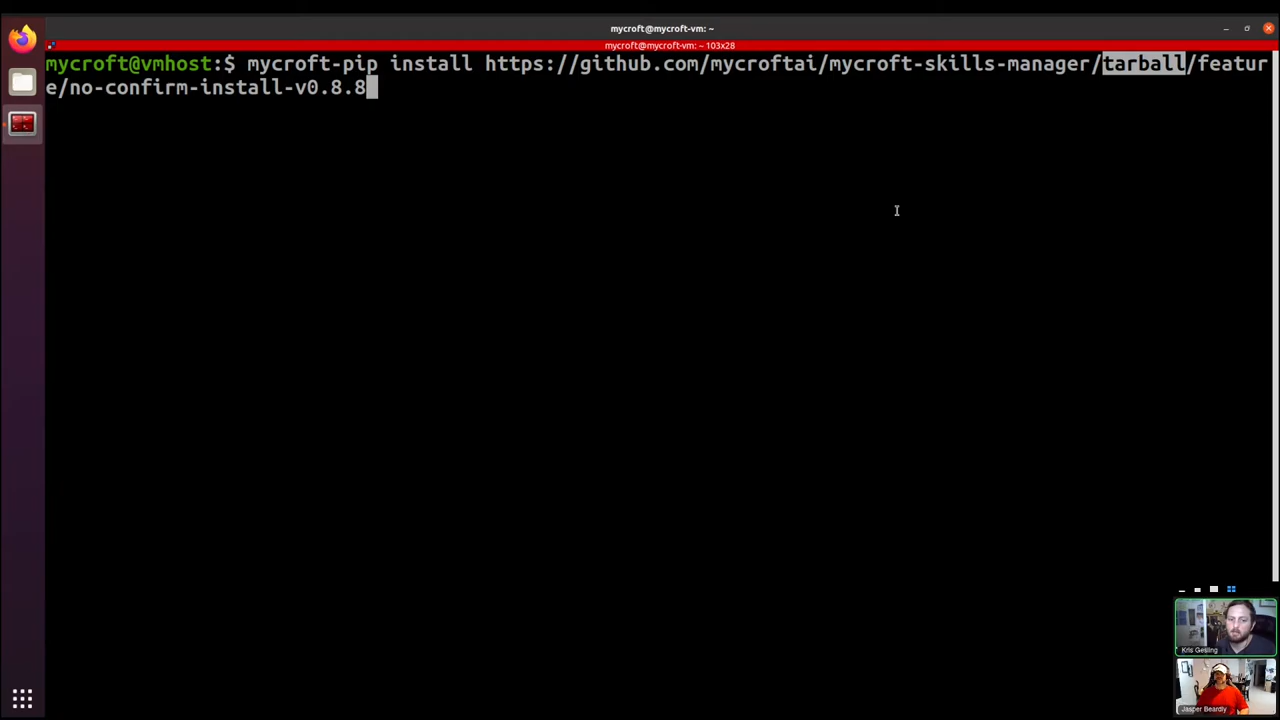 mycroft@mycroft-vm: ~
mycroft@mycroft-vm: ~ 103x28
mycroft@vmhost:$ mycroft-pip install https://github.com/mycroftai/mycroft-skills-manager/tarball/featur
e/no-confirm-install-v0.8.8
Kris Gesling
Jasper Beardly